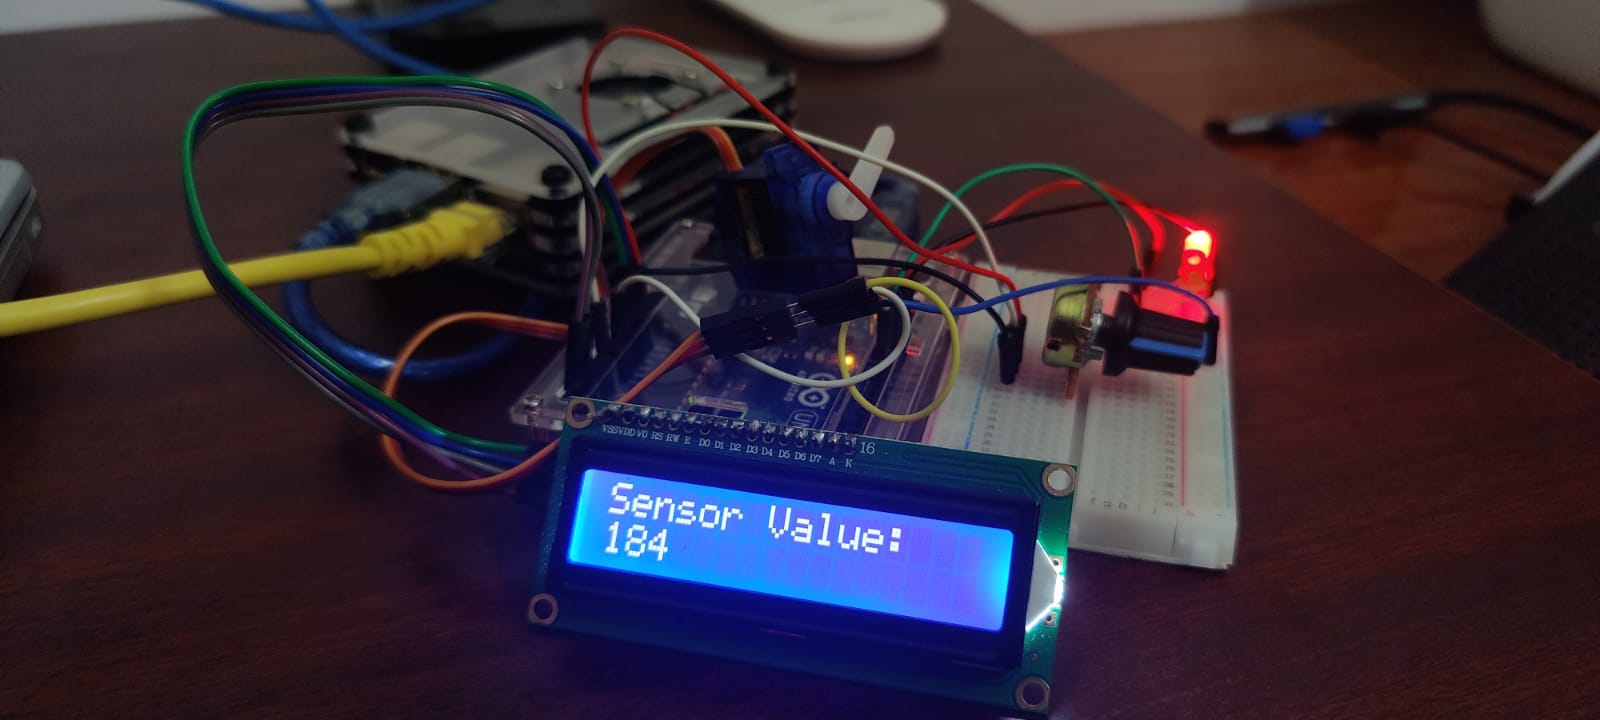 VSS VDD V0 RS RW E D0 D1 D2 D3 D4 D5 D6 D7 A K
16
Sensor Value:
184